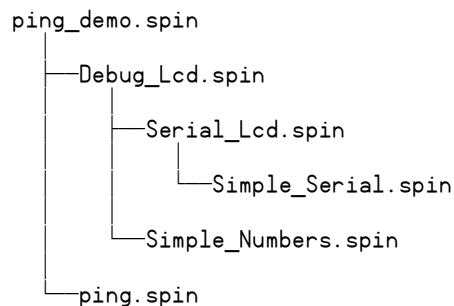 ping_demo.spin
Debug_Lcd.spin
Serial_Lcd.spin
Simple_Serial.spin
Simple_Numbers.spin
ping.spin